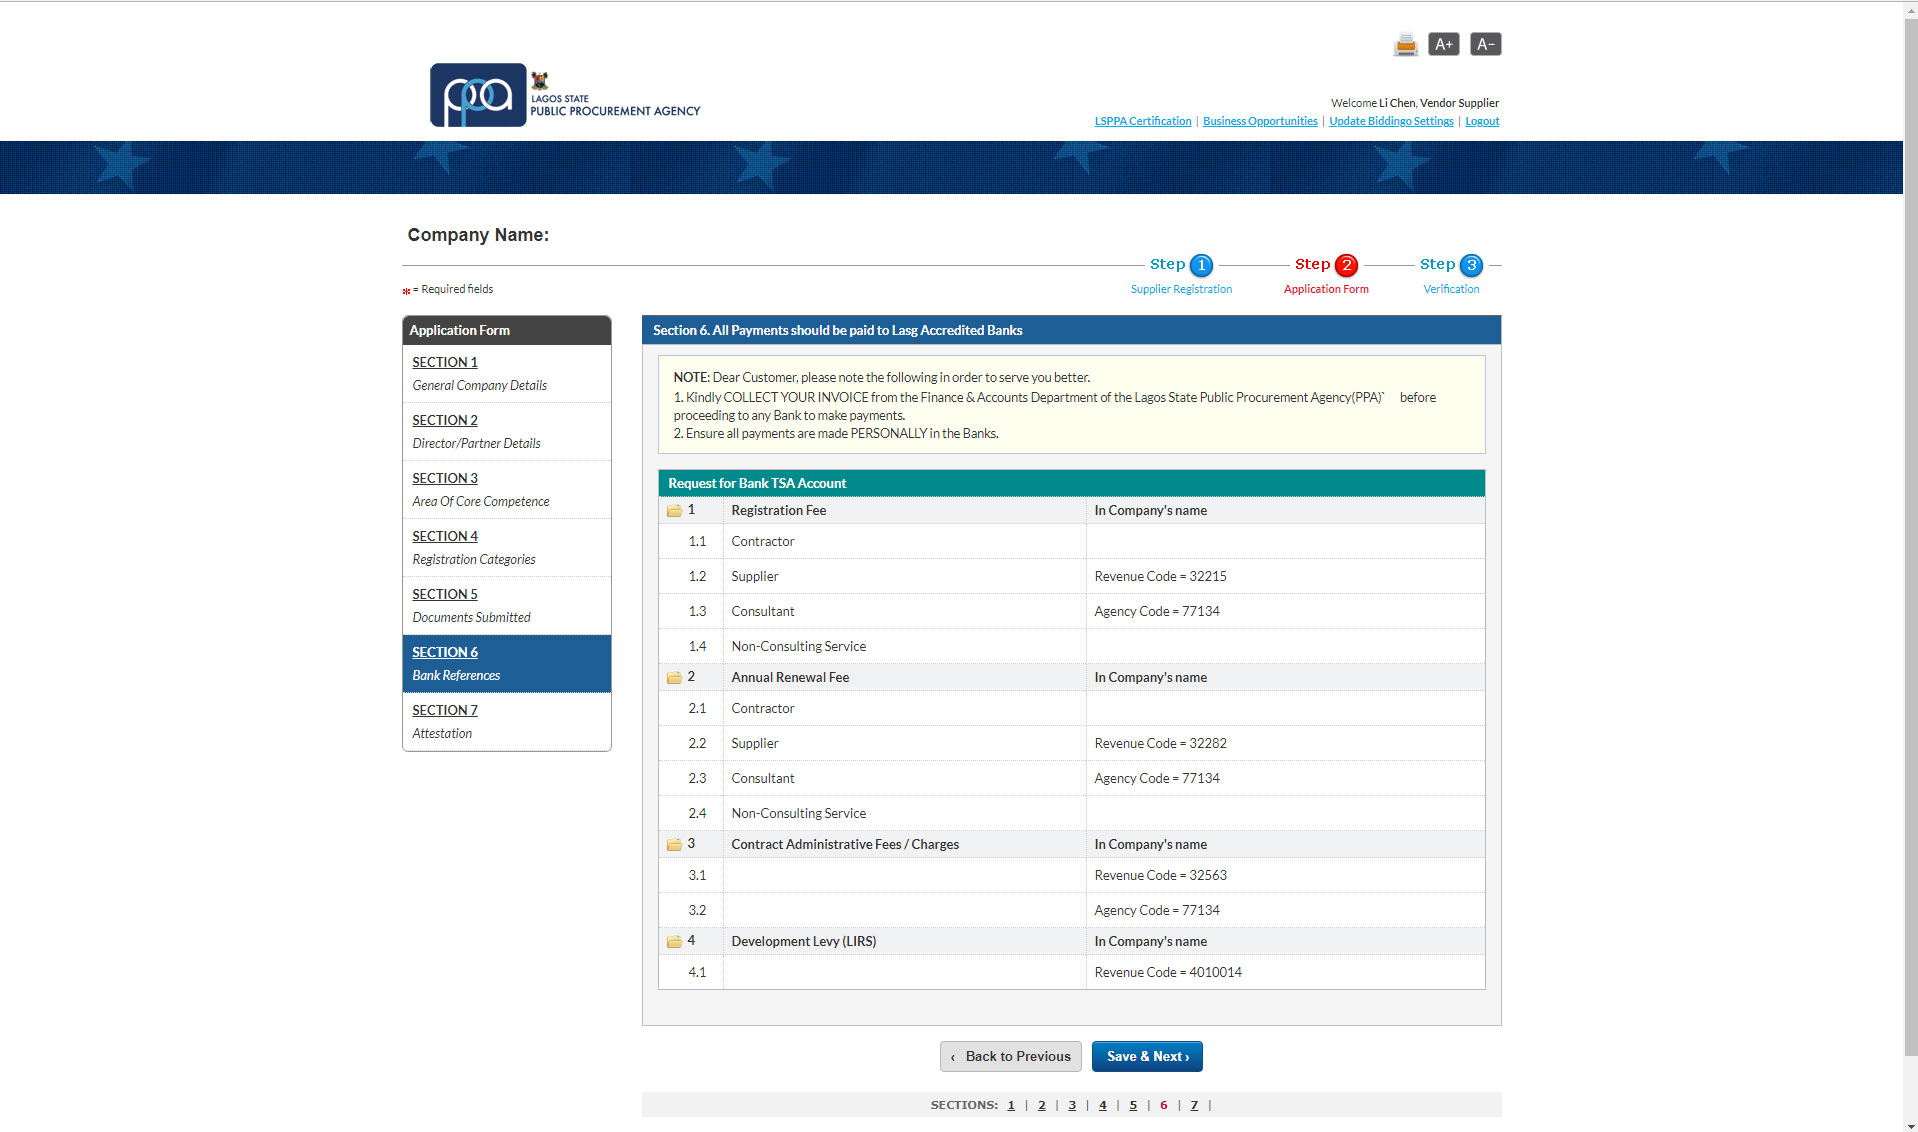 A+ A-
ppa
LAGOS STATE
PUBLIC PROCUREMENT AGENCY
Welcome Li Chen, Vendor Supplier
LSPPA Certification | Business Opportunities | Update Biddingo Settings | Logout
Company Name:
Step 1 Step 2 Step 3
Supplier Registration Application Form Verification
* = Required fields
Application Form
SECTION 1
General Company Details
SECTION 2
Director/Partner Details
SECTION 3
Area Of Core Competence
SECTION 4
Registration Categories
SECTION 5
Documents Submitted
SECTION 6
Bank References
SECTION 7
Attestation
Section 6. All Payments should be paid to Lasg Accredited Banks
NOTE: Dear Customer, please note the following in order to serve you better.
1. Kindly COLLECT YOUR INVOICE from the Finance & Accounts Department of the Lagos State Public Procurement Agency(PPA)` before
proceeding to any Bank to make payments.
2. Ensure all payments are made PERSONALLY in the Banks.
Request for Bank TSA Account
1 Registration Fee In Company's name
1.1 Contractor
1.2 Supplier Revenue Code = 32215
1.3 Consultant Agency Code = 77134
1.4 Non-Consulting Service
2 Annual Renewal Fee In Company's name
2.1 Contractor
2.2 Supplier Revenue Code = 32282
2.3 Consultant Agency Code = 77134
2.4 Non-Consulting Service
3 Contract Administrative Fees / Charges In Company's name
3.1 Revenue Code = 32563
3.2 Agency Code = 77134
4 Development Levy (LIRS) In Company's name
4.1 Revenue Code = 4010014
‹ Back to Previous Save & Next ›
SECTIONS: 1 | 2 | 3 | 4 | 5 | 6 | 7 |